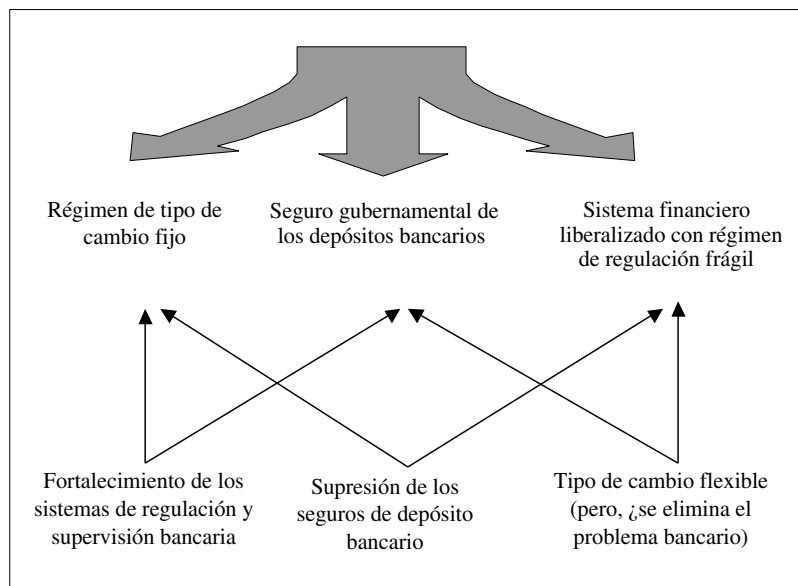 Régimen de tipo de
cambio fijo
Seguro gubernamental de
los depósitos bancarios
Sistema financiero
liberalizado con régimen
de regulación frágil
Fortalecimiento de los
sistemas de regulación y
supervisión bancaria
Supresión de los
seguros de depósito
bancario
Tipo de cambio flexible
(pero, ¿se elimina el
problema bancario)